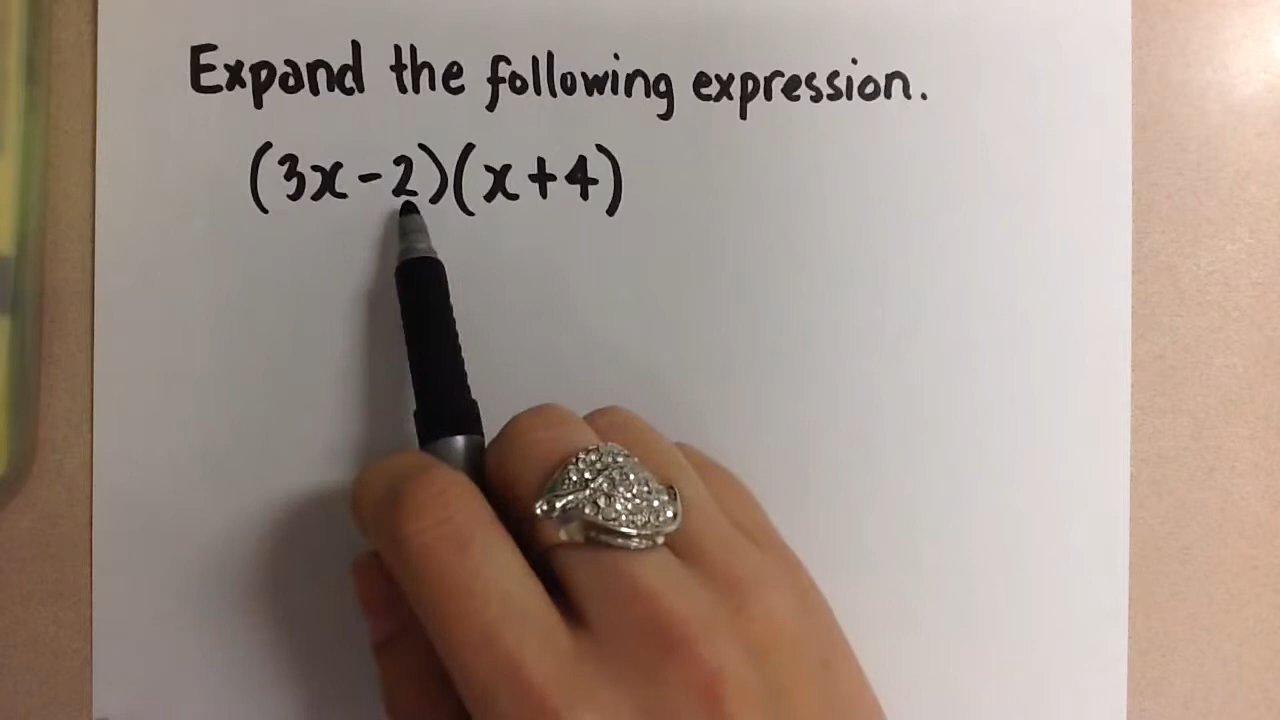 Expand the following expression.
(3x-2)(x+4)